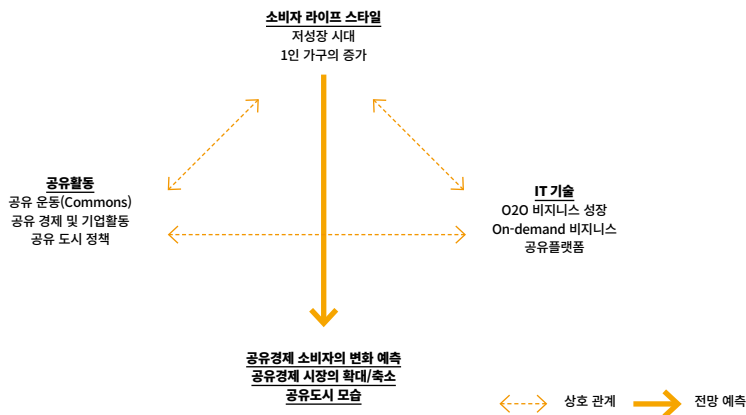 소비자 라이프 스타일
저성장 시대
1인 가구의 증가
공유활동
공유 운동(Commons)
공유 경제 및 기업활동
공유 도시 정책
IT 기술
O2O 비지니스 성장
On-demand 비지니스
공유플랫폼
공유경제 소비자의 변화 예측
공유경제 시장의 확대/축소
공유도시 모습
상호 관계
전망 예측